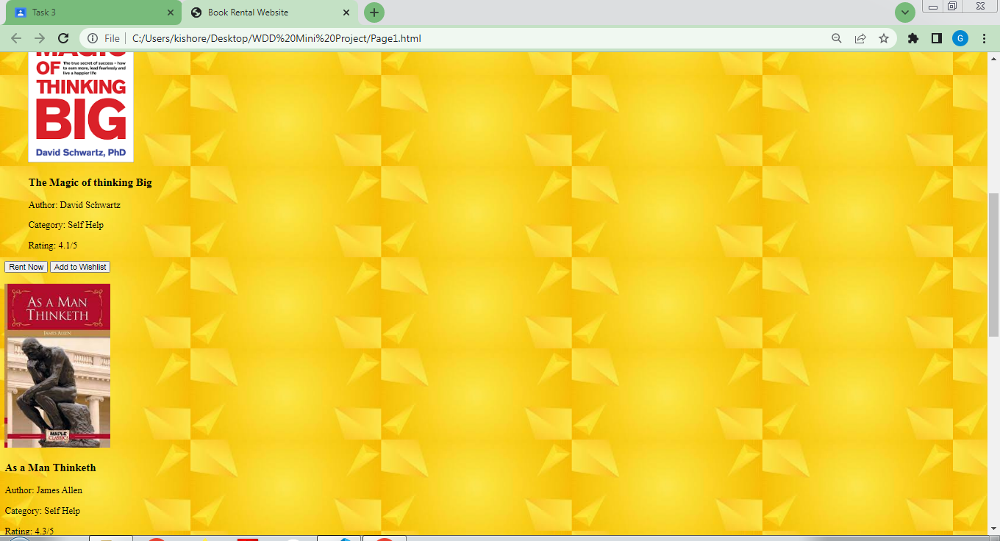 Task 3
Book Rental Website
File
C:/Users/kishore/Desktop/WDD%20Mini%20Project/Page1.html
G
MAGIC
OF
The true secret of success – how
to earn more, lead fearlessly and
live a happier life
THINKING
BIG
David Schwartz, PhD
The Magic of thinking Big
Author: David Schwartz
Category: Self Help
Rating: 4.1/5
Rent Now
Add to Wishlist
AS A MAN
THINKETH
JAMES ALLEN
MAPLE
CLASSICS
As a Man Thinketh
Author: James Allen
Category: Self Help
Rating: 4.3/5